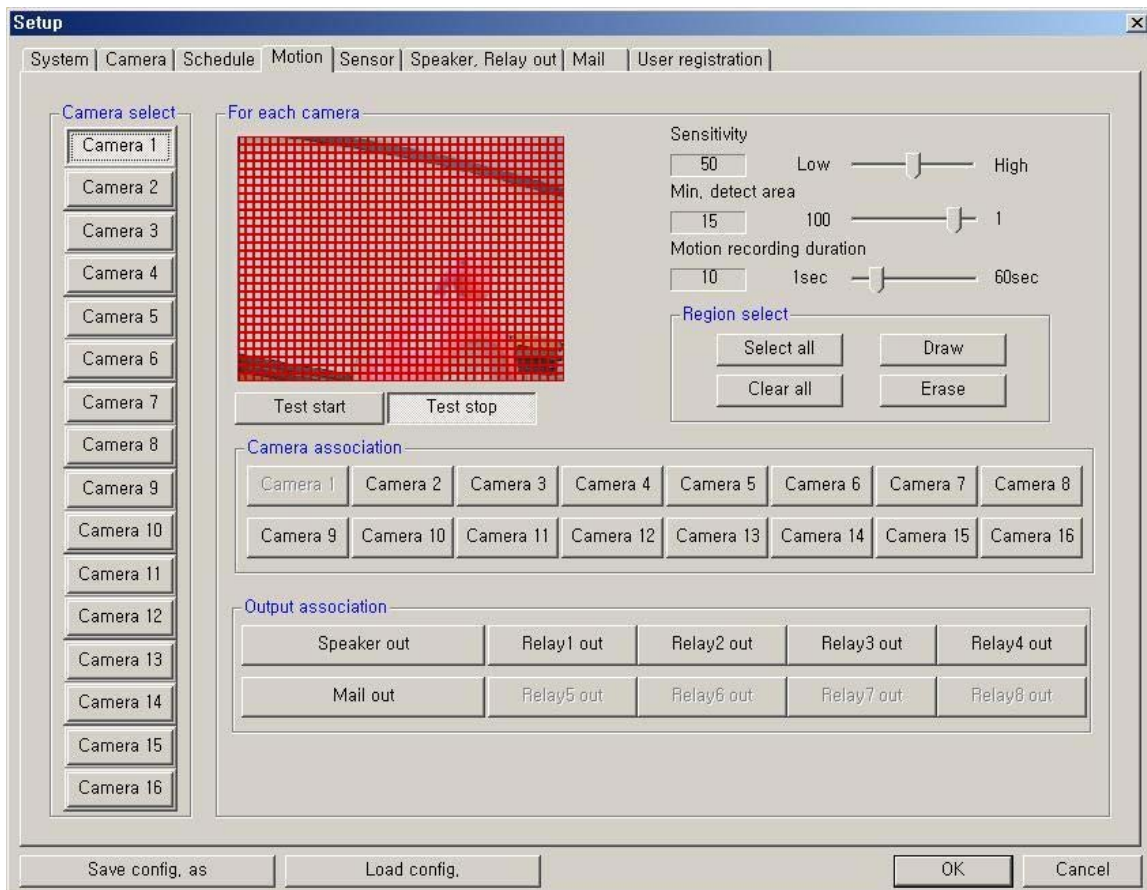 Setup
System Camera Schedule Motion Sensor Speaker, Relay out Mail User registration
Camera select
Camera 1
Camera 2
Camera 3
Camera 4
Camera 5
Camera 6
Camera 7
Camera 8
Camera 9
Camera 10
Camera 11
Camera 12
Camera 13
Camera 14
Camera 15
Camera 16
For each camera
Sensitivity
50 Low High
Min, detect area
15 100 1
Motion recording duration
10 1sec 60sec
Region select
Select all Draw
Clear all Erase
Test start Test stop
Camera association
Camera 1 Camera 2 Camera 3 Camera 4 Camera 5 Camera 6 Camera 7 Camera 8
Camera 9 Camera 10 Camera 11 Camera 12 Camera 13 Camera 14 Camera 15 Camera 16
Output association
Speaker out Relay1 out Relay2 out Relay3 out Relay4 out
Mail out Relay5 out Relay6 out Relay7 out Relay8 out
Save config, as Load config, OK Cancel